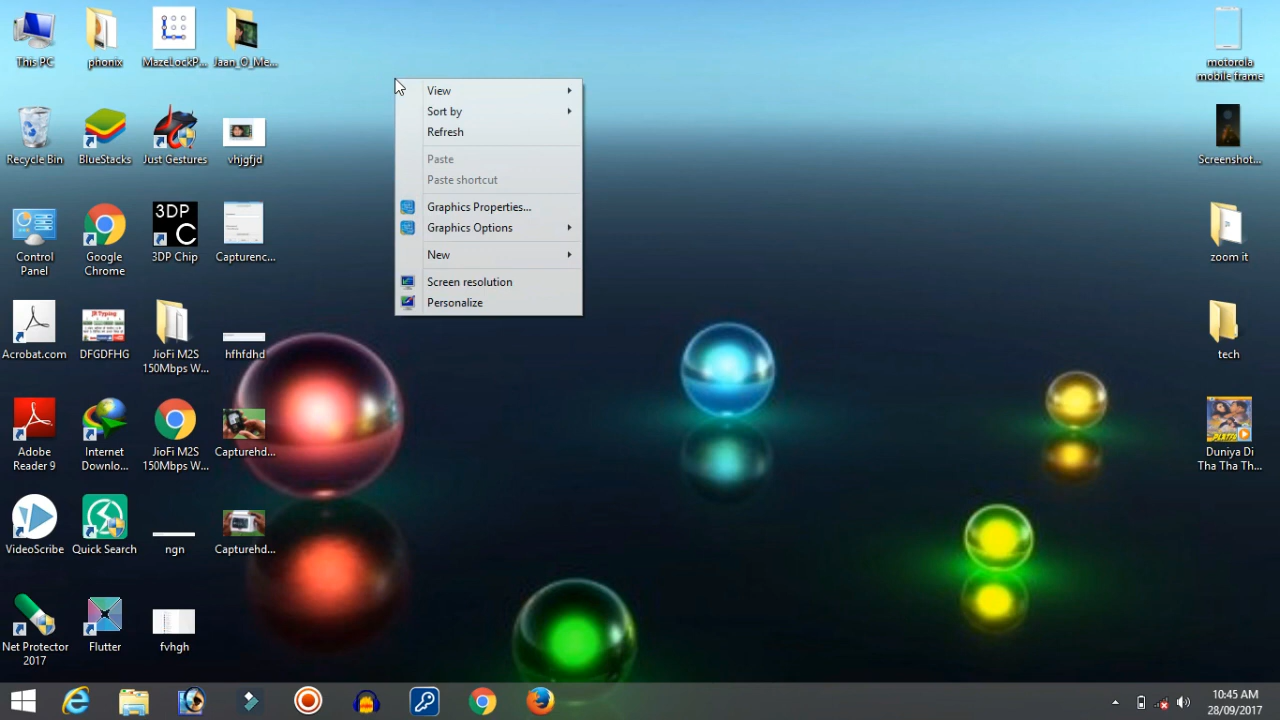 This PC
phonix
MazeLockP...
Jaan_O_Me...
motorola
mobile frame
View
Sort by
Refresh
Paste
Paste shortcut
Graphics Properties...
Graphics Options
New
Screen resolution
Personalize
Recycle Bin
BlueStacks
Just Gestures
vhjgfjd
Screenshot...
Control
Panel
Google
Chrome
3DP
C
3DP Chip
Capturenc...
zoom it
Acrobat.com
DFGDFHG
JioFi M2S
150Mbps W...
hfhfdhd
tech
Adobe
Reader 9
Internet
Downlo...
JioFi M2S
150Mbps W...
Capturehd...
Duniya Di
Tha Tha Th...
VideoScribe
Quick Search
ngn
Capturehd...
Net Protector
2017
Flutter
fvhgh
10:45 AM
28/09/2017